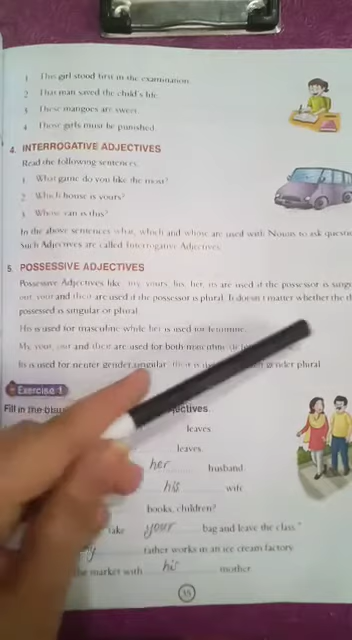 1 This girl stood first in the examination.
2 That man saved the child's life.
3 These mangoes are sweet.
4 Those girls must be punished.
4. INTERROGATIVE ADJECTIVES
Read the following sentences.
1 What game do you like the most?
2 Which house is yours?
3 Whose van is this?
In the above sentences what, which and whose are used with Nouns to ask
Such Adjectives are called Interrogative Adjectives.
5. POSSESSIVE ADJECTIVES
Possessive Adjectives like, my, yours, his, her, its are used if the possessor is
our, your and their are used if the possessor is plural. It doesn't matter whether the
possessed is singular or plural.
His is used for masculine while her is used for feminine.
My, your, our and their are used for both masculine
Its is used for neuter gender singular gender plural
Exercise 1
Fill in the
leaves
leaves
her husband
his wife
books, children?
your bag and leave the class."
father works in an ice cream factory
market with his mother
35